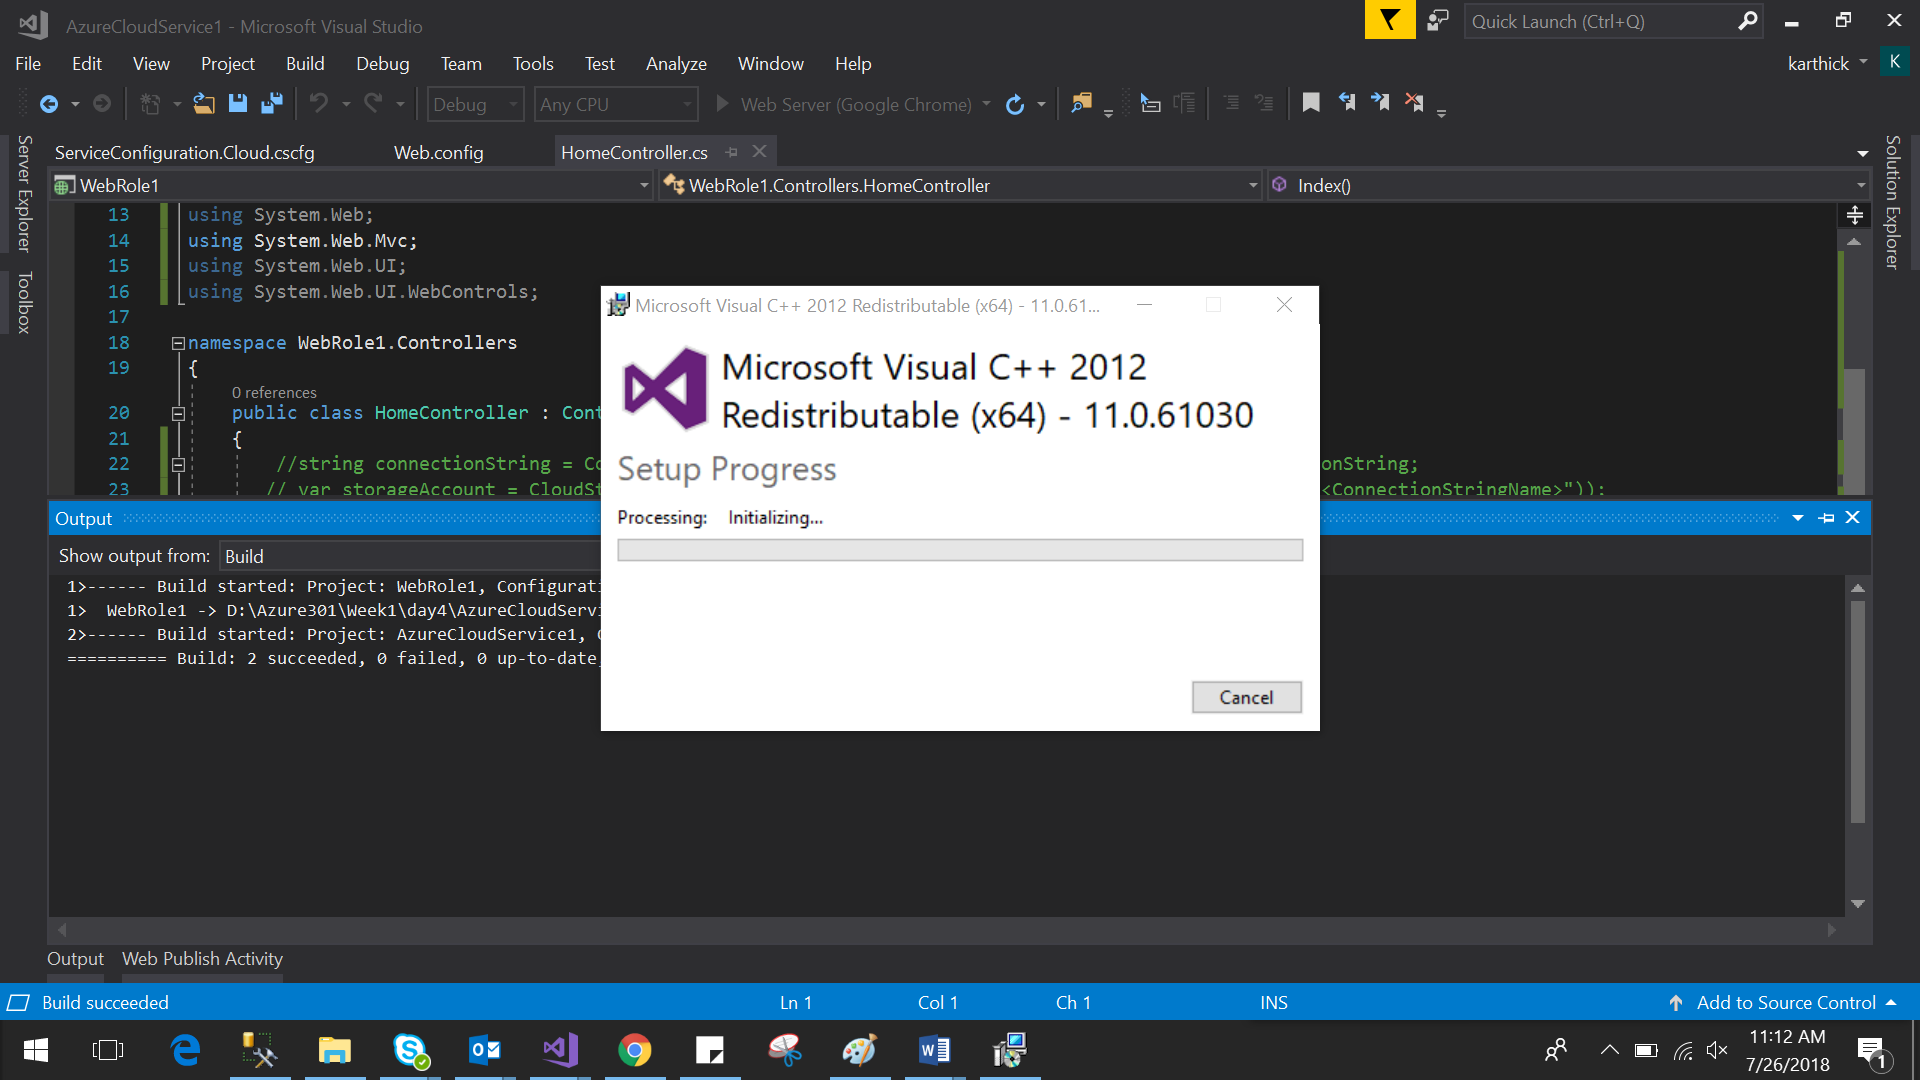 AzureCloudService1 - Microsoft Visual Studio
Quick Launch (Ctrl+Q)
File Edit View Project Build Debug Team Tools Test Analyze Window Help
karthick K
Debug Any CPU Web Server (Google Chrome)
Server Explorer
Toolbox
Solution Explorer
ServiceConfiguration.Cloud.cscfg Web.config HomeController.cs
WebRole1 WebRole1.Controllers.HomeController Index()
13 using System.Web;
14 using System.Web.Mvc;
15 using System.Web.UI;
16 using System.Web.UI.WebControls;
17
18 namespace WebRole1.Controllers
19 {
0 references
20 public class HomeController : Cont
21 {
22 //string connectionString = Co onString;
23 // var storageAccount = CloudSt <ConnectionStringName>"));
Microsoft Visual C++ 2012 Redistributable (x64) - 11.0.61...
Microsoft Visual C++ 2012
Redistributable (x64) - 11.0.61030
Setup Progress
Processing: Initializing...
Cancel
Output
Show output from: Build
1>------ Build started: Project: WebRole1, Configurati
1> WebRole1 -> D:\Azure301\Week1\day4\AzureCloudServi
2>------ Build started: Project: AzureCloudService1, C
========== Build: 2 succeeded, 0 failed, 0 up-to-date,
Output Web Publish Activity
Build succeeded Ln 1 Col 1 Ch 1 INS Add to Source Control
11:12 AM
7/26/2018
1